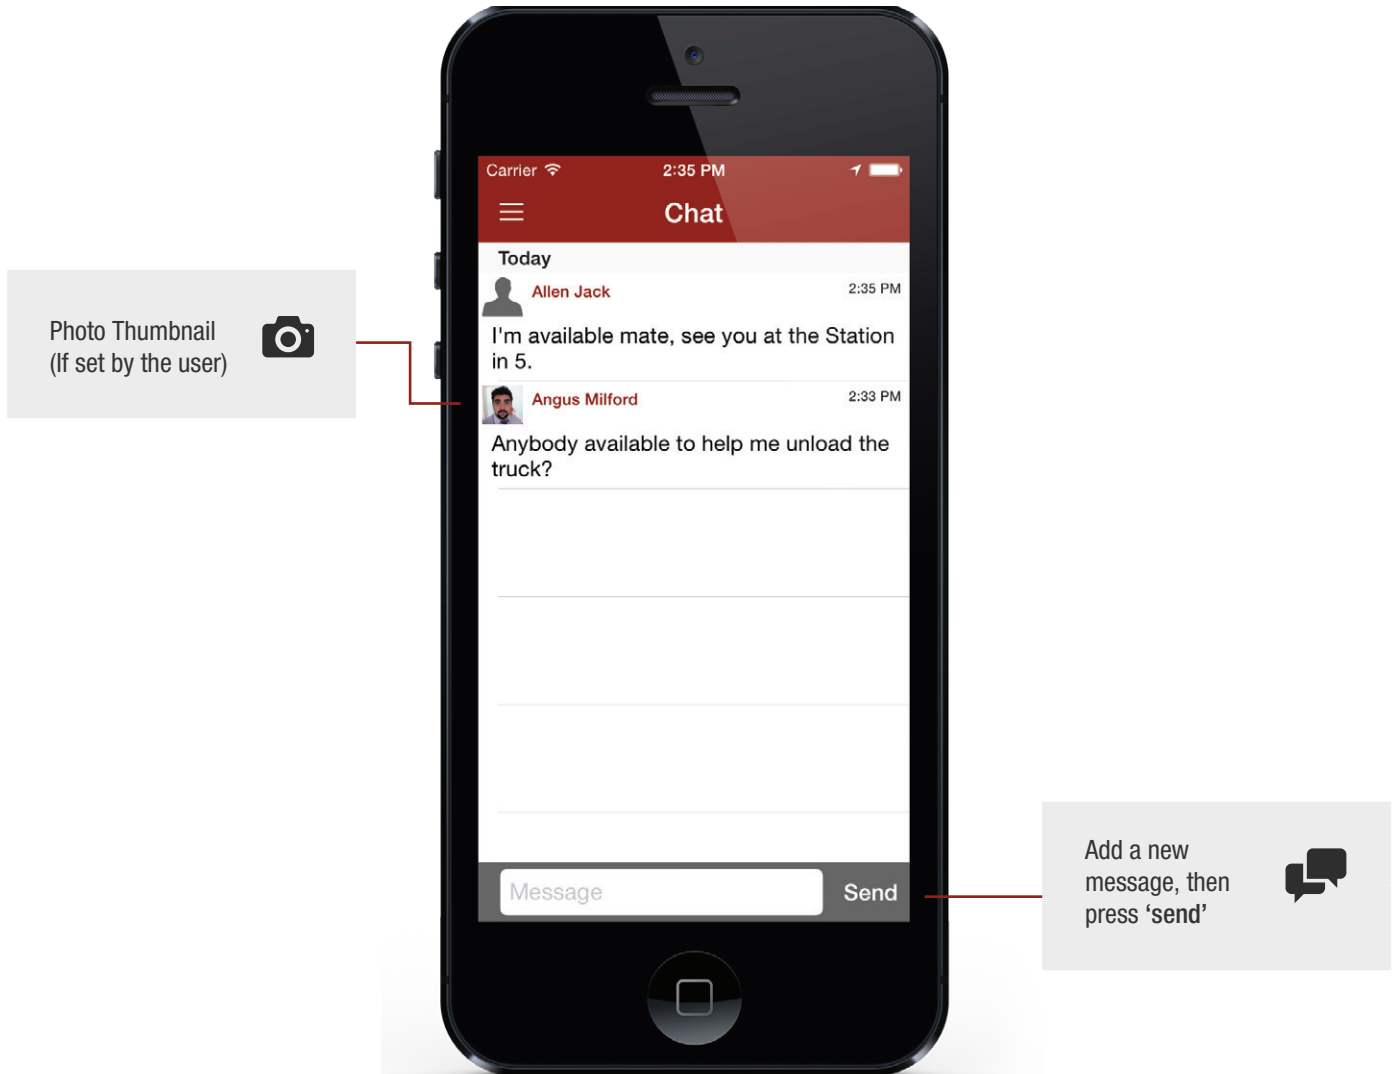 Carrier 2:35 PM
Chat
Today
Allen Jack 2:35 PM
I'm available mate, see you at the Station
in 5.
Angus Milford 2:33 PM
Anybody available to help me unload the
truck?
Message Send
Photo Thumbnail
(If set by the user)
Add a new
message, then
press ‘send’